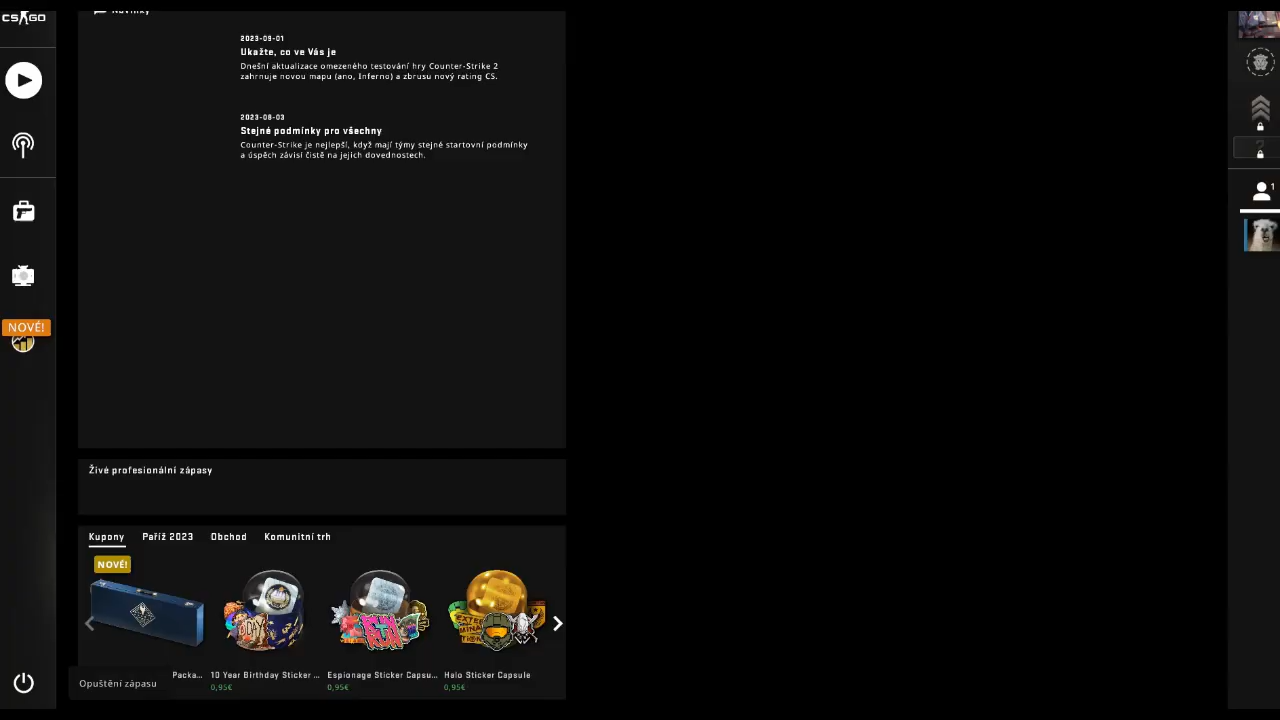 CS GO
Novinky
2023-09-01
Ukažte, co ve Vás je
Dnešní aktualizace omezeného testování hry Counter-Strike 2
zahrnuje novou mapu (ano, Inferno) a zbrusu nový rating CS.
2023-08-03
Stejné podmínky pro všechny
Counter-Strike je nejlepší, když mají týmy stejné startovní podmínky
a úspěch závisí čistě na jejich dovednostech.
1
NOVÉ!
Živé profesionální zápasy
Kupony Paříž 2023 Obchod Komunitní trh
NOVÉ!
Packa... 10 Year Birthday Sticker ... Espionage Sticker Capsu... Halo Sticker Capsule
0,95€ 0,95€ 0,95€
Opuštění zápasu